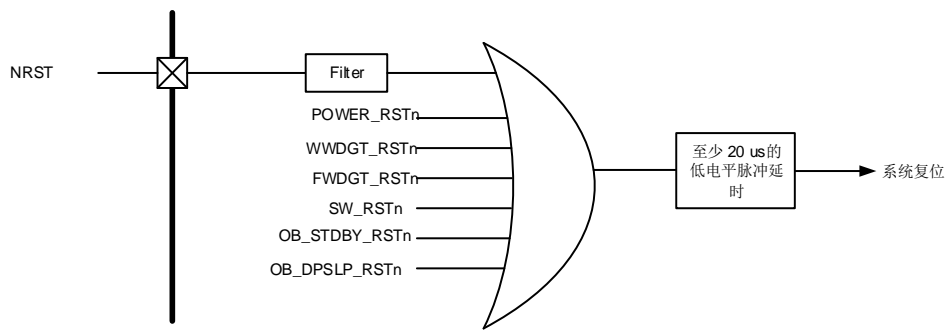 NRST
Filter
POWER_RSTn
WWDGT_RSTn
FWDGT_RSTn
SW_RSTn
OB_STDBY_RSTn
OB_DPSLP_RSTn
至少 20 us的
低电平脉冲延
时
系统复位